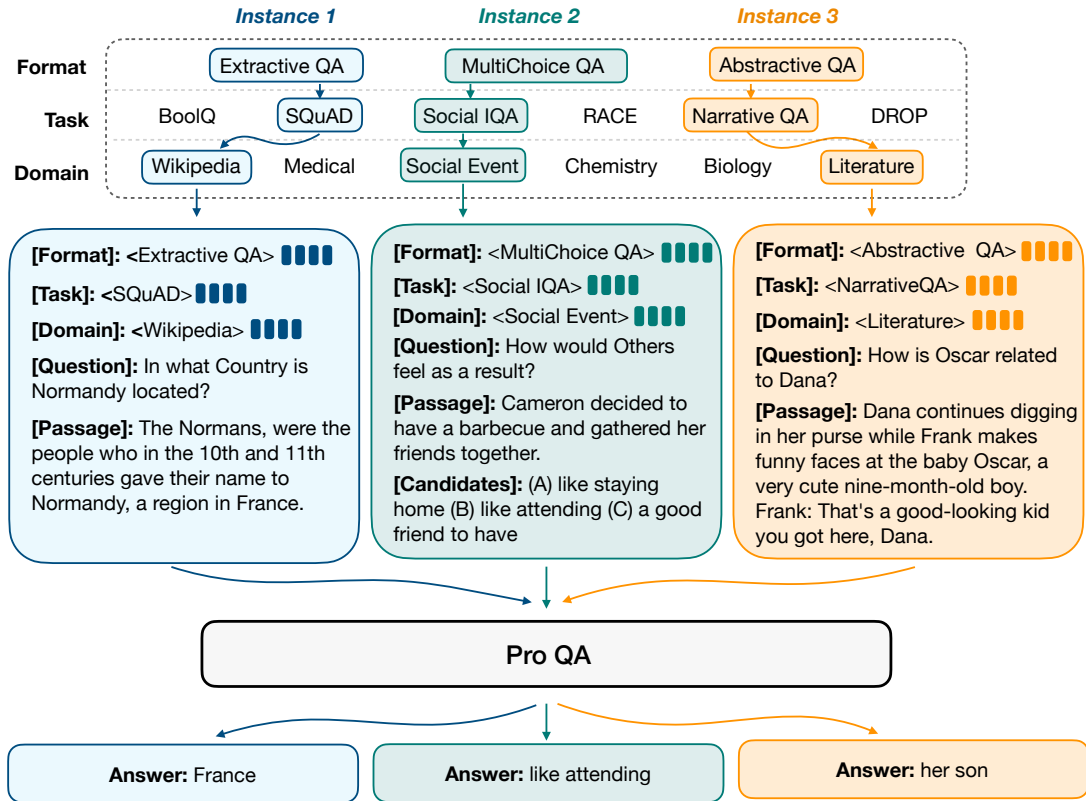 Instance 1 Instance 2 Instance 3
Format Extractive QA MultiChoice QA Abstractive QA
Task BoolQ SQuAD Social IQA RACE Narrative QA DROP
Domain Wikipedia Medical Social Event Chemistry Biology Literature
[Format]: <Extractive QA>
[Task]: <SQuAD>
[Domain]: <Wikipedia>
[Question]: In what Country is
Normandy located?
[Passage]: The Normans, were the
people who in the 10th and 11th
centuries gave their name to
Normandy, a region in France.
[Format]: <MultiChoice QA>
[Task]: <Social IQA>
[Domain]: <Social Event>
[Question]: How would Others
feel as a result?
[Passage]: Cameron decided to
have a barbecue and gathered her
friends together.
[Candidates]: (A) like staying
home (B) like attending (C) a good
friend to have
[Format]: <Abstractive QA>
[Task]: <NarrativeQA>
[Domain]: <Literature>
[Question]: How is Oscar related
to Dana?
[Passage]: Dana continues digging
in her purse while Frank makes
funny faces at the baby Oscar, a
very cute nine-month-old boy.
Frank: That's a good-looking kid
you got here, Dana.
Pro QA
Answer: France
Answer: like attending
Answer: her son